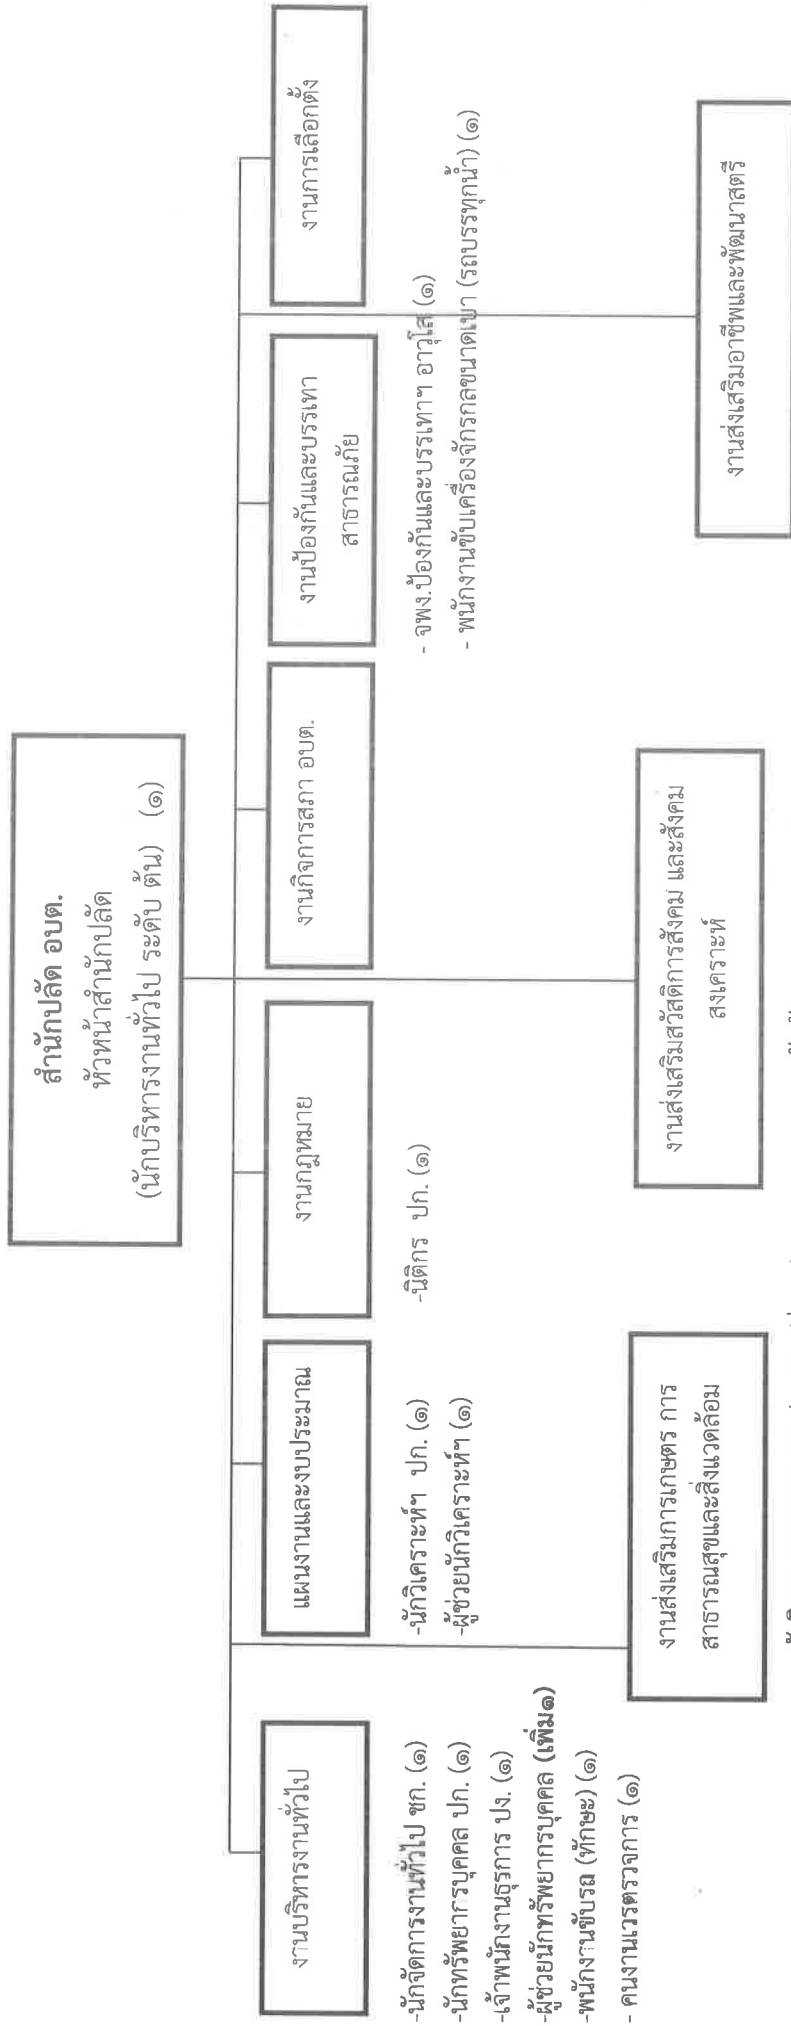 สำนักปลัด อบต.
หัวหน้าสำนักปลัด
(นักบริหารงานทั่วไป ระดับ ต้น) (๑)
งานบริหารงานทั่วไป
แผนงานและงบประมาณ
งานกฎหมาย
งานกิจการสภา อบต.
งานป้องกันและบรรเทา
สาธารณภัย
งานการเลือกตั้ง
-นักจัดการงานทั่วไป ชก. (๑)
-นักทรัพยากรบุคคล ปก. (๑)
-เจ้าพนักงานธุรการ ปง. (๑)
-ผู้ช่วยนักทรัพยากรบุคคล (เพิ่ม๑)
-พนักงานขับรถ (ทักษะ) (๑)
- คนงานเวรตรวจการ (๑)
-นักวิเคราะห์ฯ ปก. (๑)
-ผู้ช่วยนักวิเคราะห์ฯ (๑)
-นิติกร ปก. (๑)
- จพง.ป้องกันและบรรเทาฯ อาวุโส (๑)
- พนักงานขับเครื่องจักรกลขนาดเบา (รถบรรทุกน้ำ) (๑)
งานส่งเสริมการเกษตร การ
สาธารณสุขและสิ่งแวดล้อม
งานส่งเสริมสวัสดิการสังคม และสังคม
สงเคราะห์
งานส่งเสริมอาชีพและพัฒนาสตรี